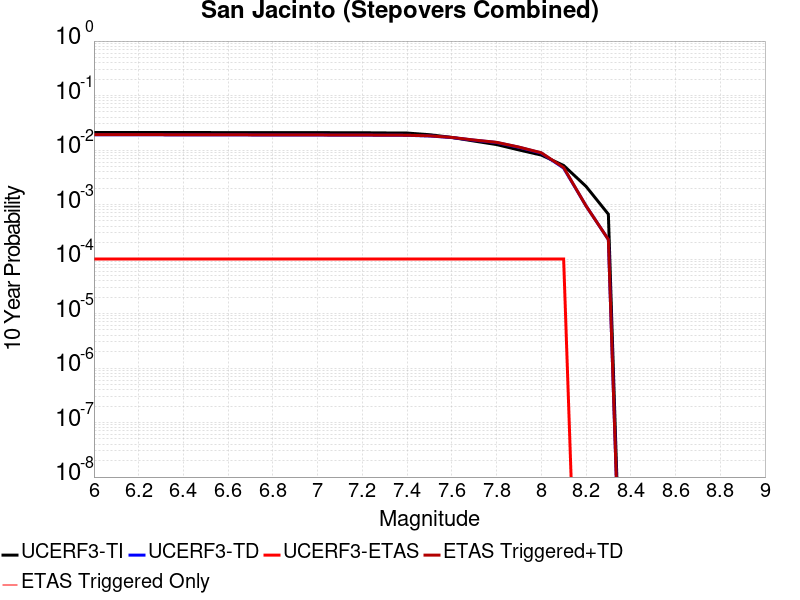 San Jacinto (Stepovers Combined)
10 0
10 -1
10 -2
10 -3
10 -4
10 -5
10 -6
10 -7
10 -8
10 Year Probability
6 6.2 6.4 6.6 6.8 7 7.2 7.4 7.6 7.8 8 8.2 8.4 8.6 8.8 9
Magnitude
UCERF3-TI UCERF3-TD UCERF3-ETAS ETAS Triggered+TD
ETAS Triggered Only